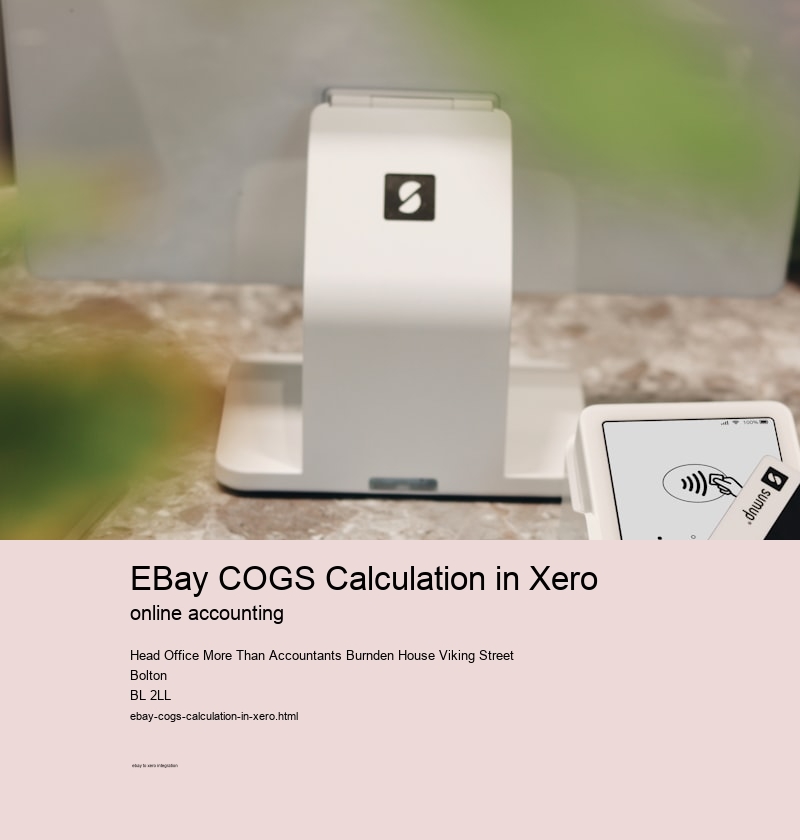 100%
sumup®
EBay COGS Calculation in Xero
online accounting
Head Office More Than Accountants Burnden House Viking Street
Bolton
BL 2LL
ebay-cogs-calculation-in-xero.html
ebay to xero integration